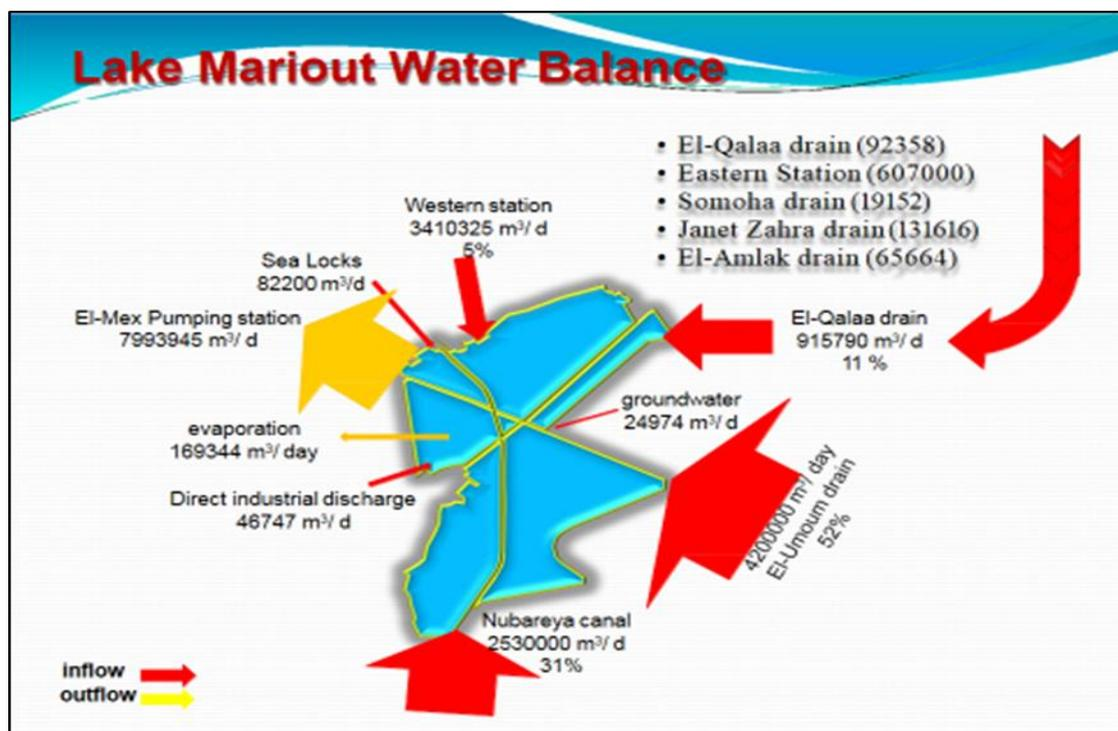 Lake Mariout Water Balance
• El-Qalaa drain (92358)
• Eastern Station (607000)
• Somoha drain (19152)
• Janet Zahra drain (131616)
• El-Amlak drain (65664)
Western station
3410325 m³/ d
5%
Sea Locks
82200 m³/d
El-Mex Pumping station
7993945 m³/ d
El-Qalaa drain
915790 m³/ d
11 %
groundwater
24974 m³/ d
evaporation
169344 m³/ day
Direct industrial discharge
46747 m³/ d
4200000 m³/ day
El-Umoum drain
52%
Nubareya canal
2530000 m³/ d
31%
inflow
outflow